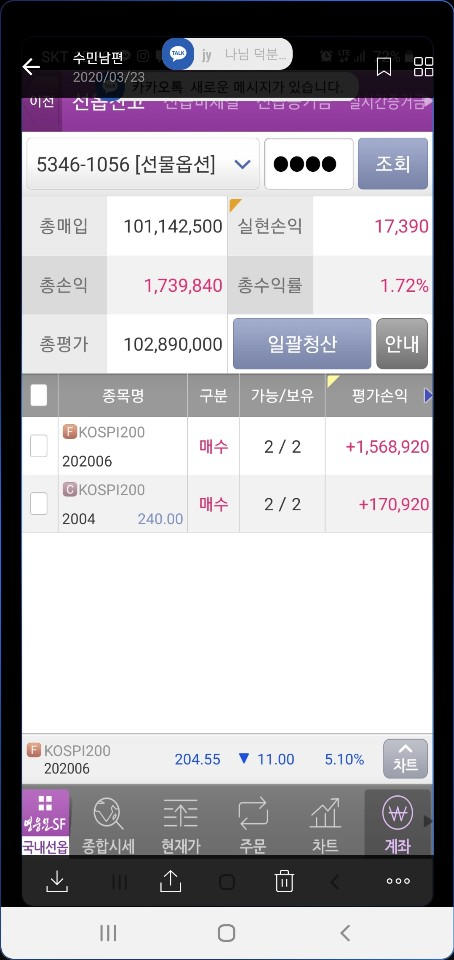 수민남편
2020/03/23
SKT
TALK
jy 나님 덕분...
73%
카카오톡 새로운 메시지가 있습니다.
이전 선옵잔고 선옵미체결 선옵증거금 실시간증거금
5346-1056 [선물옵션] ●●●● 조회
총매입 101,142,500 실현손익 17,390
총손익 1,739,840 총수익률 1.72%
총평가 102,890,000 일괄청산 안내
종목명 구분 가능/보유 평가손익
F KOSPI200
202006 매수 2 / 2 +1,568,920
C KOSPI200
2004 240.00 매수 2 / 2 +170,920
F KOSPI200
202006 204.55 ▼ 11.00 5.10% 차트
영웅문SF
국내선옵 종합시세 현재가 주문 차트 계좌